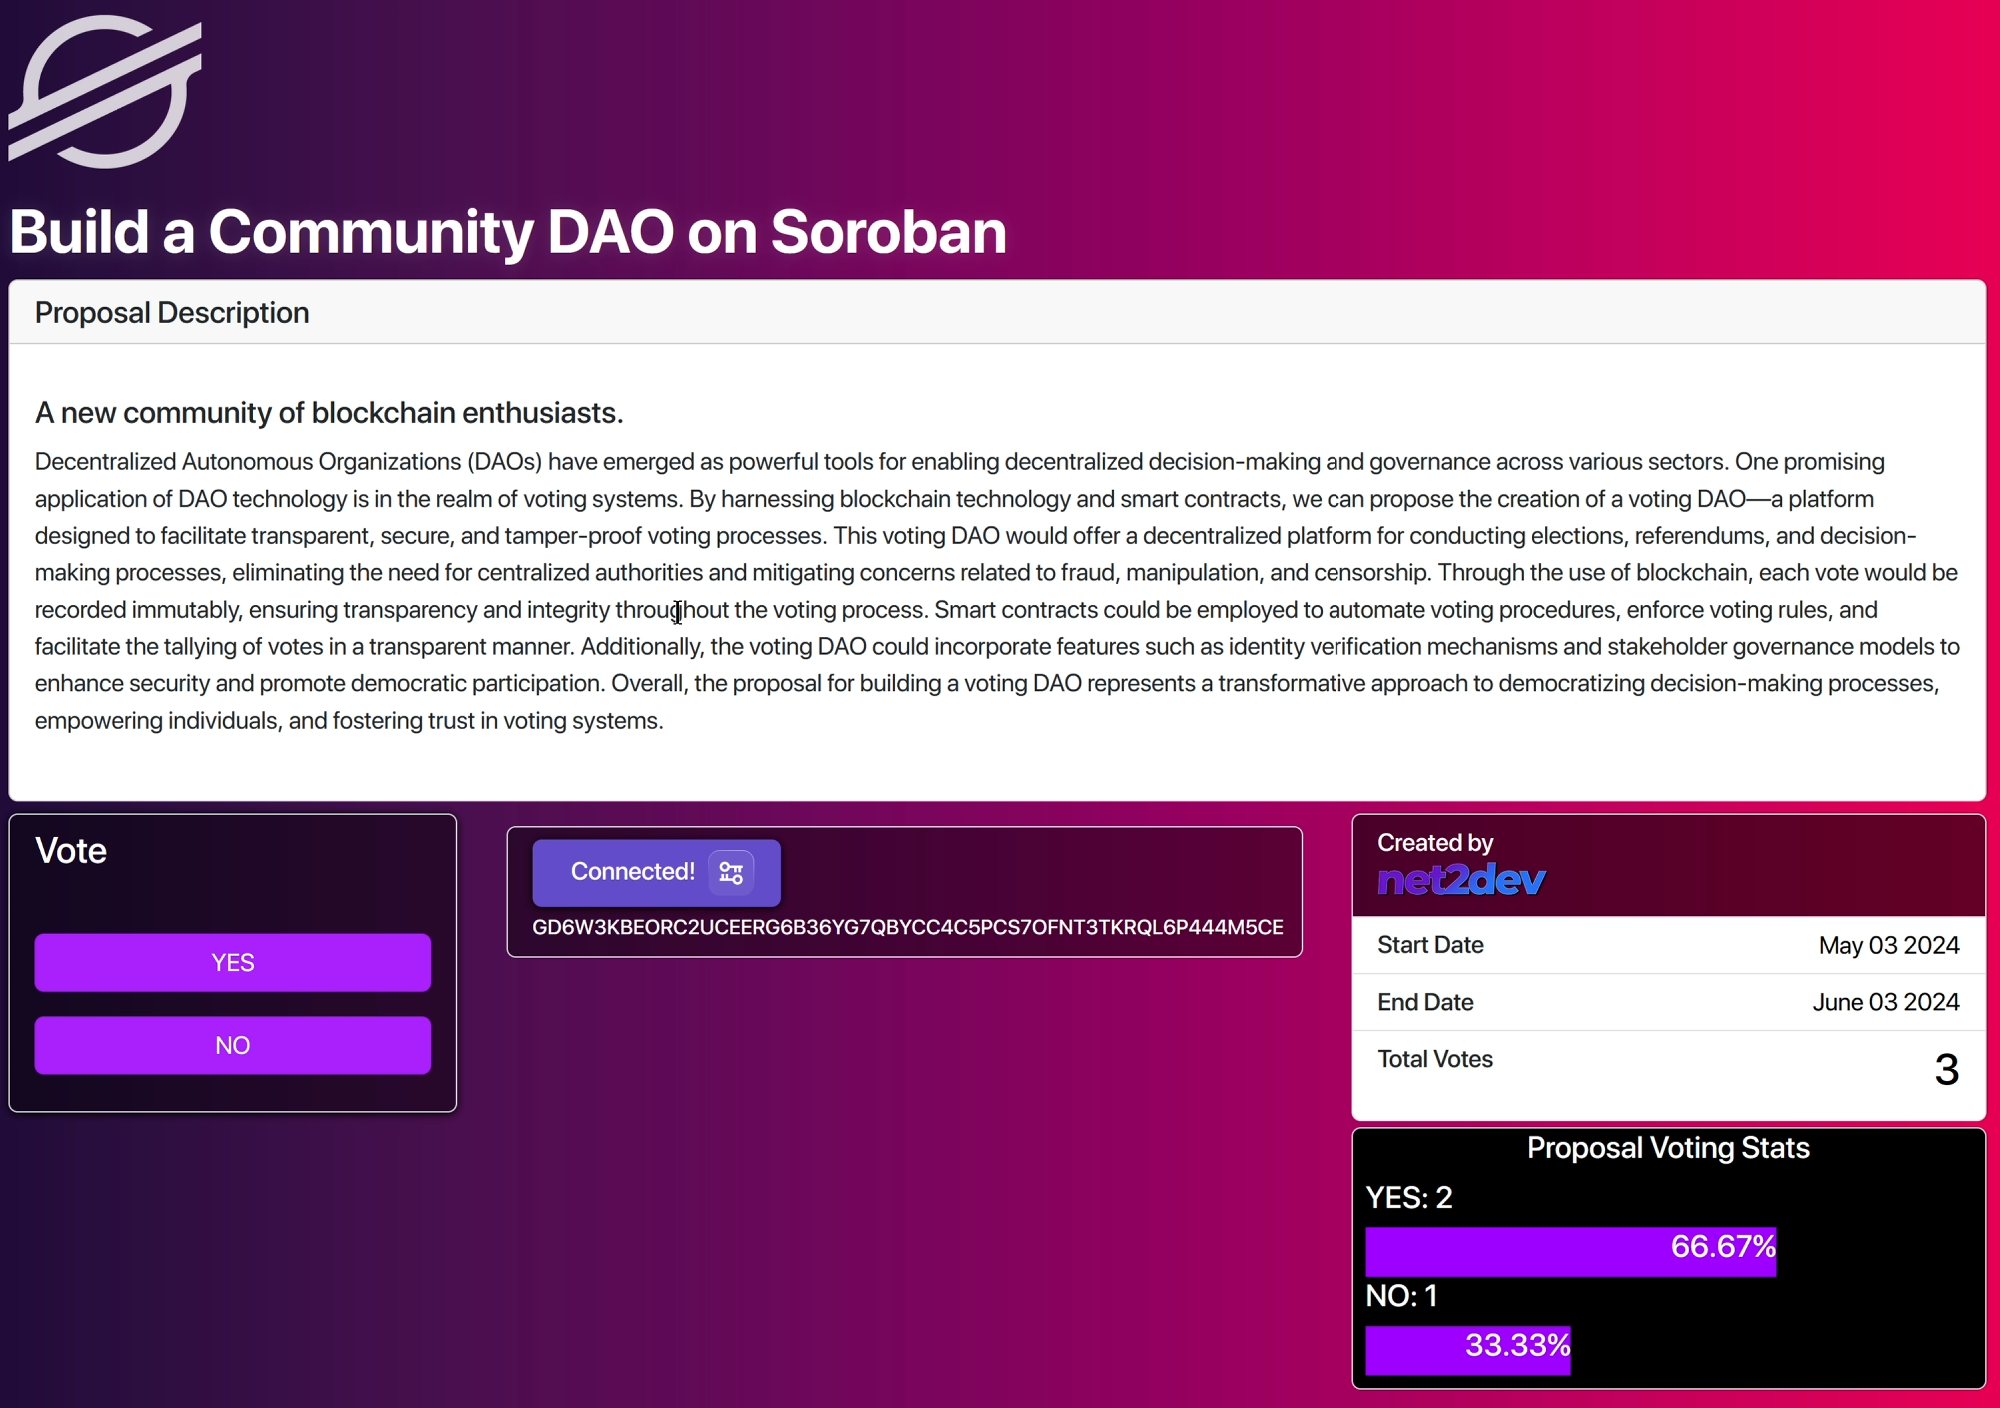 Build a Community DAO on Soroban
Proposal Description
A new community of blockchain enthusiasts.
Decentralized Autonomous Organizations (DAOs) have emerged as powerful tools for enabling decentralized decision-making and governance across various sectors. One promising
application of DAO technology is in the realm of voting systems. By harnessing blockchain technology and smart contracts, we can propose the creation of a voting DAO—a platform
designed to facilitate transparent, secure, and tamper-proof voting processes. This voting DAO would offer a decentralized platform for conducting elections, referendums, and decision-
making processes, eliminating the need for centralized authorities and mitigating concerns related to fraud, manipulation, and censorship. Through the use of blockchain, each vote would be
recorded immutably, ensuring transparency and integrity throughout the voting process. Smart contracts could be employed to automate voting procedures, enforce voting rules, and
facilitate the tallying of votes in a transparent manner. Additionally, the voting DAO could incorporate features such as identity verification mechanisms and stakeholder governance models to
enhance security and promote democratic participation. Overall, the proposal for building a voting DAO represents a transformative approach to democratizing decision-making processes,
empowering individuals, and fostering trust in voting systems.
Vote
YES
NO
Connected!
GD6W3KBEORC2UCEERG6B36YG7QBYCC4C5PCS7OFNT3TKRQL6P444M5CE
Created by
net2dev
Start Date May 03 2024
End Date June 03 2024
Total Votes 3
Proposal Voting Stats
YES: 2
66.67%
NO: 1
33.33%